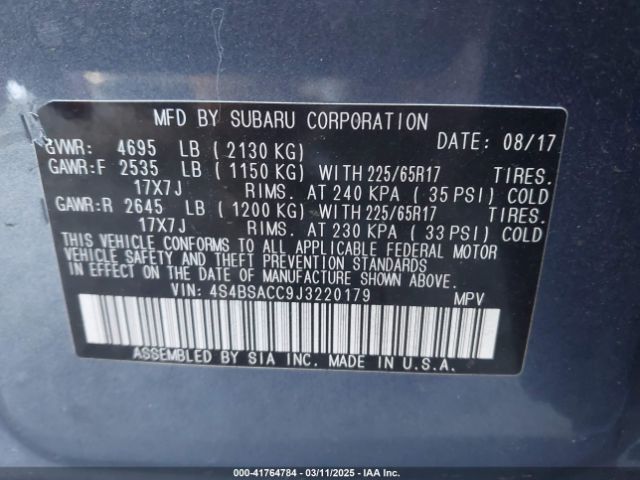 MFD BY SUBARU CORPORATION
GVWR: 4695 LB ( 2130 KG) DATE: 08/17
GAWR:F 2535 LB ( 1150 KG) WITH 225/65R17 TIRES.
17X7J RIMS. AT 240 KPA ( 35 PSI) COLD
GAWR:R 2645 LB ( 1200 KG) WITH 225/65R17 TIRES.
17X7J RIMS. AT 230 KPA ( 33 PSI) COLD
THIS VEHICLE CONFORMS TO ALL APPLICABLE FEDERAL MOTOR
VEHICLE SAFETY AND THEFT PREVENTION STANDARDS
IN EFFECT ON THE DATE OF MANUFACTURE SHOWN ABOVE.
VIN: 4S4BSACC9J3220179 MPV
ASSEMBLED BY SIA INC. MADE IN U.S.A.
000-41764784 - 03/11/2025 - www.iaai.com